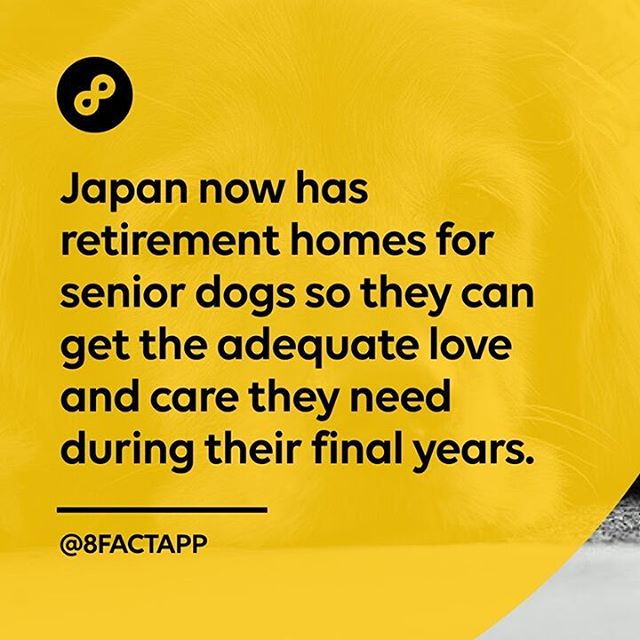 Japan now has
retirement homes for
senior dogs so they can
get the adequate love
and care they need
during their final years.
@8FACTAPP